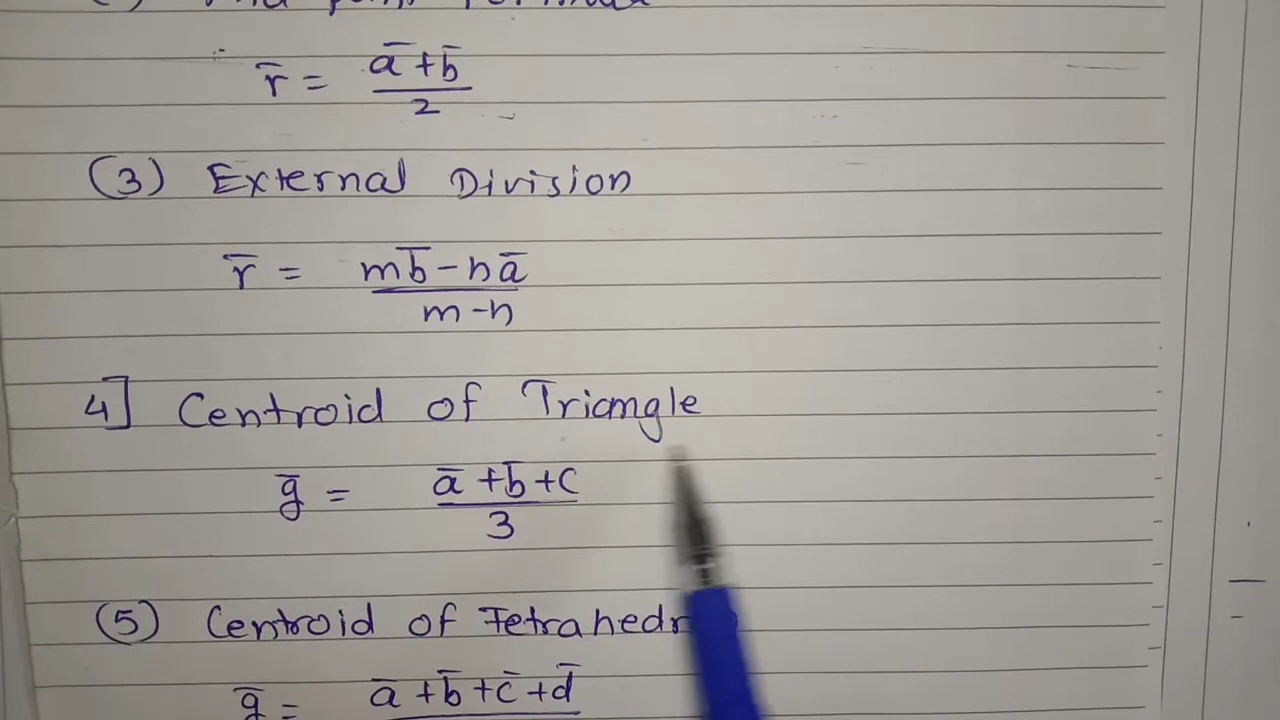 r̄ = ā + b̄ / 2
(3) External Division
r̄ = mb̄ - nā / m - n
4] Centroid of Triangle
ḡ = ā + b̄ + c / 3
(5) Centroid of Tetrahedr
ḡ = ā + b̄ + c̄ + d̄